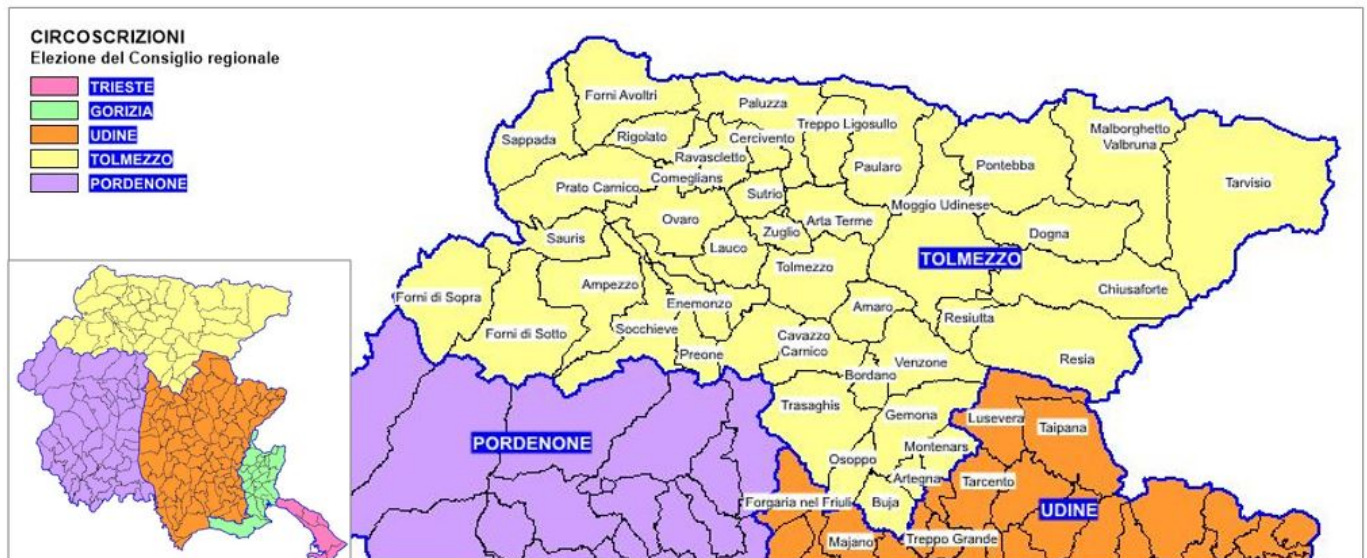 CIRCOSCRIZIONI
Elezione del Consiglio regionale
TRIESTE
GORIZIA
UDINE
TOLMEZZO
PORDENONE
Forni Avoltri
Paluzza
Sappada
Rigolato
Cercivento
Treppo Ligosullo
Malborghetto
Valbruna
Ravascletto
Comeglians
Paularo
Pontebba
Tarvisio
Prato Carnico
Sutrio
Moggio Udinese
Ovaro
Arta Terme
Sauris
Zuglio
Dogna
Lauco
TOLMEZZO
Tolmezzo
Ampezzo
Chiusaforte
Forni di Sopra
Enemonzo
Amaro
Resiutta
Forni di Sotto
Socchieve
Cavazzo
Carnico
Preone
Venzone
Resia
Bordano
Trasaghis
Gemona
Lusevera
Taipana
PORDENONE
Montenars
Osoppo
Artegna
Tarcento
Forgaria nel Friuli
Buja
UDINE
Majano
Treppo Grande